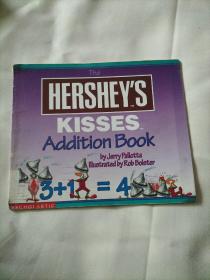 The
HERSHEY'S
KISSES
Addition Book
by Jerry Pallotta
Illustrated by Rob Bolster
3+1 = 4
SCHOLASTIC